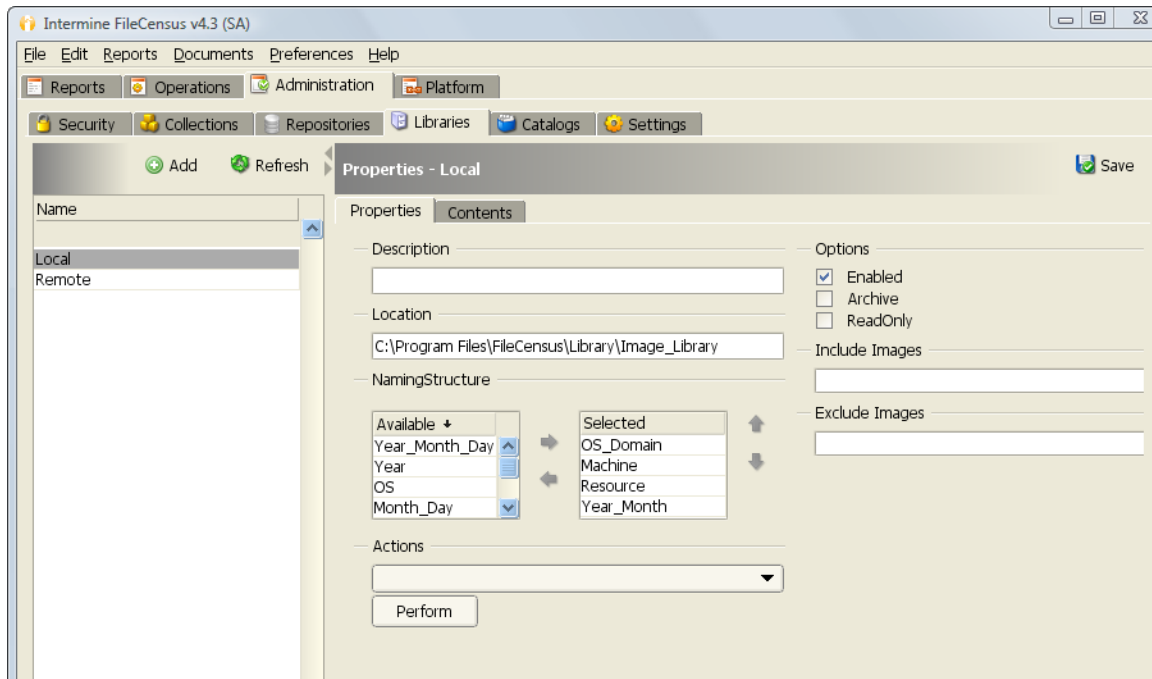 Intermine FileCensus v4.3 (SA)
File Edit Reports Documents Preferences Help
Reports Operations Administration Platform
Security Collections Repositories Libraries Catalogs Settings
Add Refresh
Properties - Local
Save
Name
Local
Remote
Properties Contents
Description
Location
C:\Program Files\FileCensus\Library\Image_Library
NamingStructure
Available
Year_Month_Day
Year
OS
Month_Day
Selected
OS_Domain
Machine
Resource
Year_Month
Actions
Perform
Options
Enabled
Archive
ReadOnly
Include Images
Exclude Images